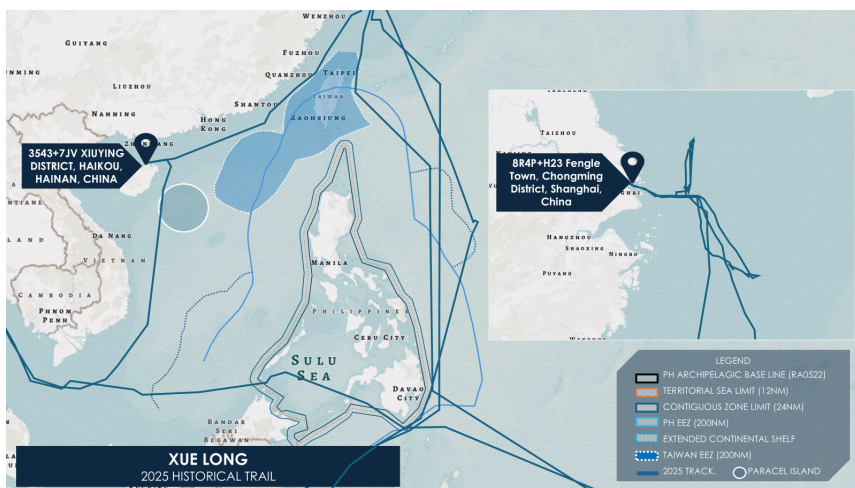 WENZHOU
GUIYANG
FUZHOU
QUANZHOU
TAIPEI
TAIWAN
LIUZHOU
SHANTOU
NANNING
HONG
KONG
KAOHSIUNG
3543+7JV XIUYING
DISTRICT, HAIKOU,
HAINAN, CHINA
DA NANG
VIETNAM
CAMBODIA
PHNOM
PENH
MANILA
PHILIPPINES
CEBU CITY
SULU
SEA
DAVAO
CITY
BANDAR
SERI
BEGAWAN
TAIZHOU
8R4P+H23 Fengle
Town, Chongming
District, Shanghai,
China
HANGZHOU
SHAOXING
NINGBO
PUYANG
LEGEND
PH ARCHIPELAGIC BASE LINE (RA0522)
TERRITORIAL SEA LIMIT (12NM)
CONTIGUOUS ZONE LIMIT (24NM)
PH EEZ (200NM)
EXTENDED CONTINENTAL SHELF
TAIWAN EEZ (200NM)
2025 TRACK. PARACEL ISLAND
XUE LONG
2025 HISTORICAL TRAIL